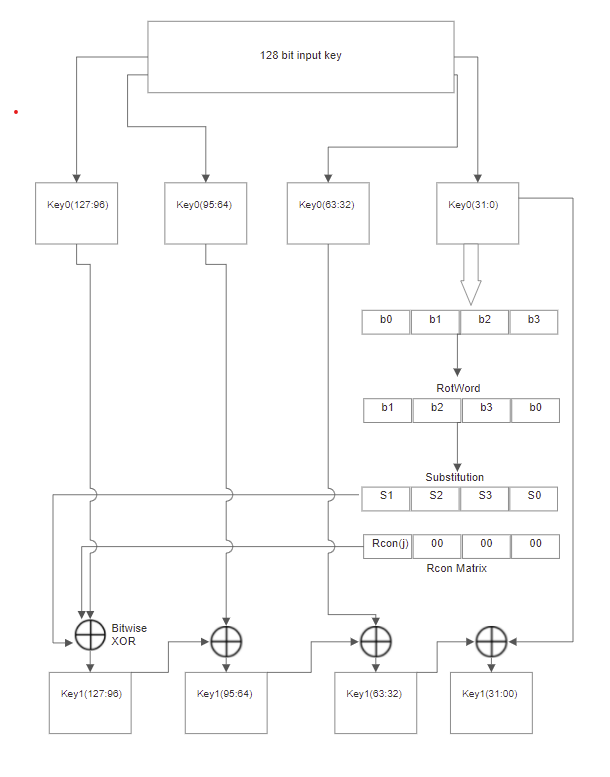 128 bit input key
Key0(127:96)
Key0(95:64)
Key0(63:32)
Key0(31:0)
b0 b1 b2 b3
RotWord
b1 b2 b3 b0
Substitution
S1 S2 S3 S0
Rcon(j) 00 00 00
Rcon Matrix
Bitwise
XOR
Key1(127:96)
Key1(95:64)
Key1(63:32)
Key1(31:00)